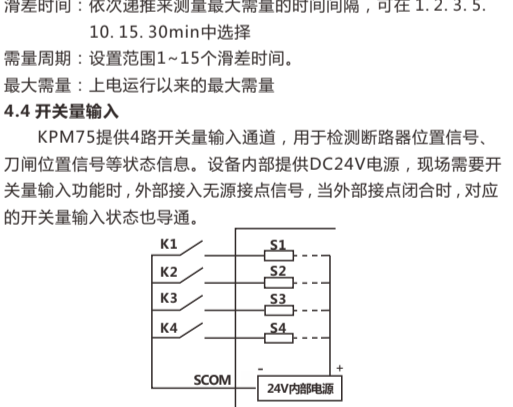 滑差时间：依次递推来测量最大需量的时间间隔，可在 1. 2. 3. 5.
10. 15. 30min中选择
需量周期：设置范围1~15个滑差时间。
最大需量：上电运行以来的最大需量
4.4 开关量输入
KPM75提供4路开关量输入通道，用于检测断路器位置信号、
刀闸位置信号等状态信息。设备内部提供DC24V电源，现场需要开
关量输入功能时，外部接入无源接点信号，当外部接点闭合时，对应
的开关量输入状态也导通。
K1 S1
K2 S2
K3 S3
K4 S4
- +
SCOM 24V内部电源